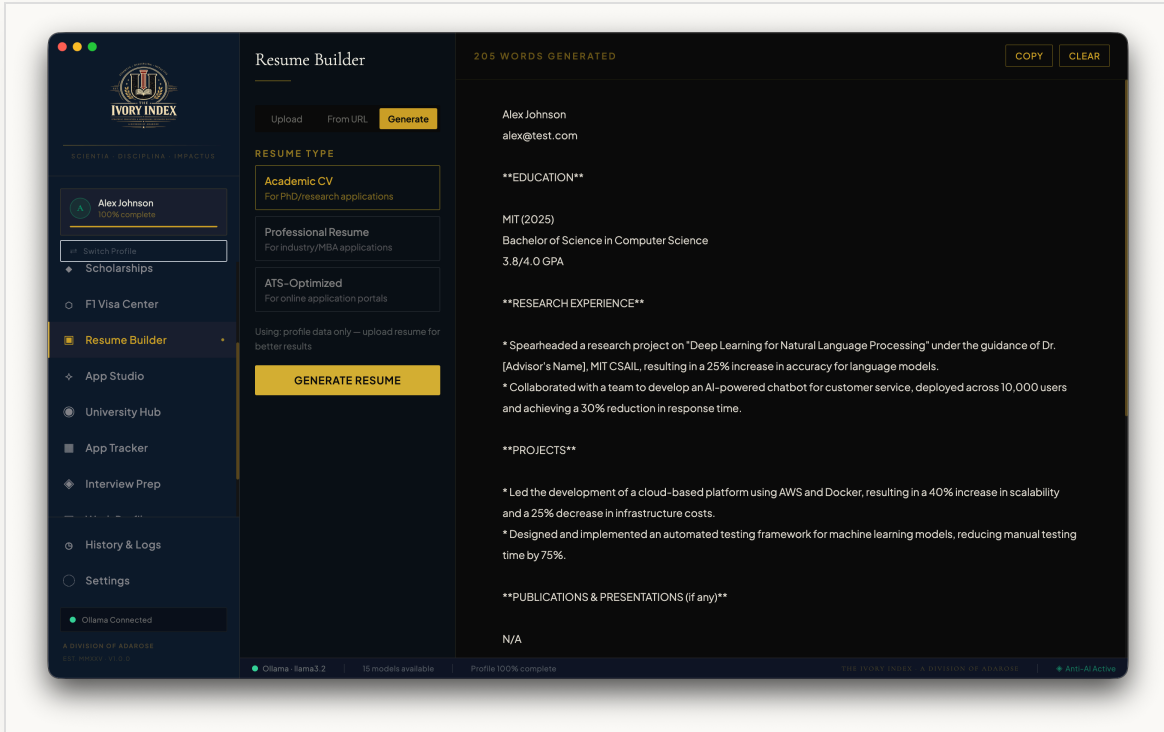 THE
IVORY INDEX
SCIENTIA · DISCIPLINA · IMPACTUS
A
Alex Johnson
100% complete
Switch Profile
Scholarships
F1 Visa Center
Resume Builder
App Studio
University Hub
App Tracker
Interview Prep
History & Logs
Settings
Ollama Connected
A DIVISION OF ADAROSE
EST. MMXXV · V1.0.0
Resume Builder
Upload
From URL
Generate
RESUME TYPE
Academic CV
For PhD/research applications
Professional Resume
For industry/MBA applications
ATS-Optimized
For online application portals
Using: profile data only — upload resume for
better results
GENERATE RESUME
205 WORDS GENERATED
COPY
CLEAR
Alex Johnson
alex@test.com
**EDUCATION**
MIT (2025)
Bachelor of Science in Computer Science
3.8/4.0 GPA
**RESEARCH EXPERIENCE**
* Spearheaded a research project on "Deep Learning for Natural Language Processing" under the guidance of Dr.
[Advisor's Name], MIT CSAIL, resulting in a 25% increase in accuracy for language models.
* Collaborated with a team to develop an AI-powered chatbot for customer service, deployed across 10,000 users
and achieving a 30% reduction in response time.
**PROJECTS**
* Led the development of a cloud-based platform using AWS and Docker, resulting in a 40% increase in scalability
and a 25% decrease in infrastructure costs.
* Designed and implemented an automated testing framework for machine learning models, reducing manual testing
time by 75%.
**PUBLICATIONS & PRESENTATIONS (if any)**
N/A
Ollama · llama3.2
15 models available
Profile 100% complete
THE IVORY INDEX · A DIVISION OF ADAROSE
Anti-AI Active